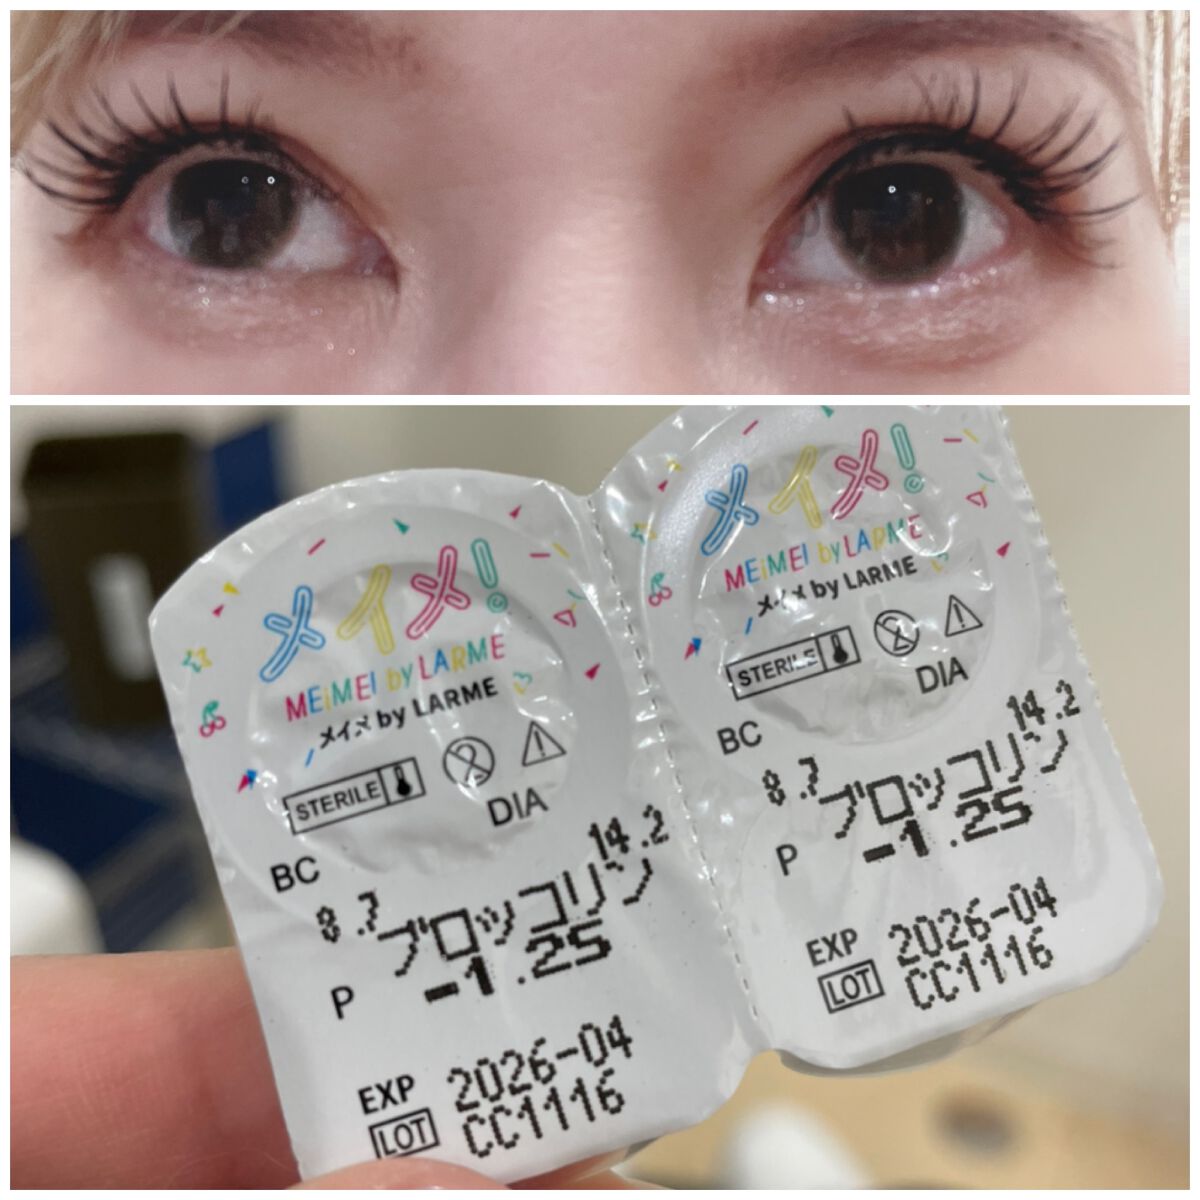 メイメ!
MEiMEI by LARME
メイメ by LARME
STERILE
DIA
14.2
BC
8.7
ブロッコリン
P
-1.25
EXP
2026-04
LOT
CC1116
メイメ!
MEiMEI by LARME
メイメ by LARME
STERILE
DIA
14.2
BC
8.7
ブロッコリン
P
-1.25
EXP
2026-04
LOT
CC1116